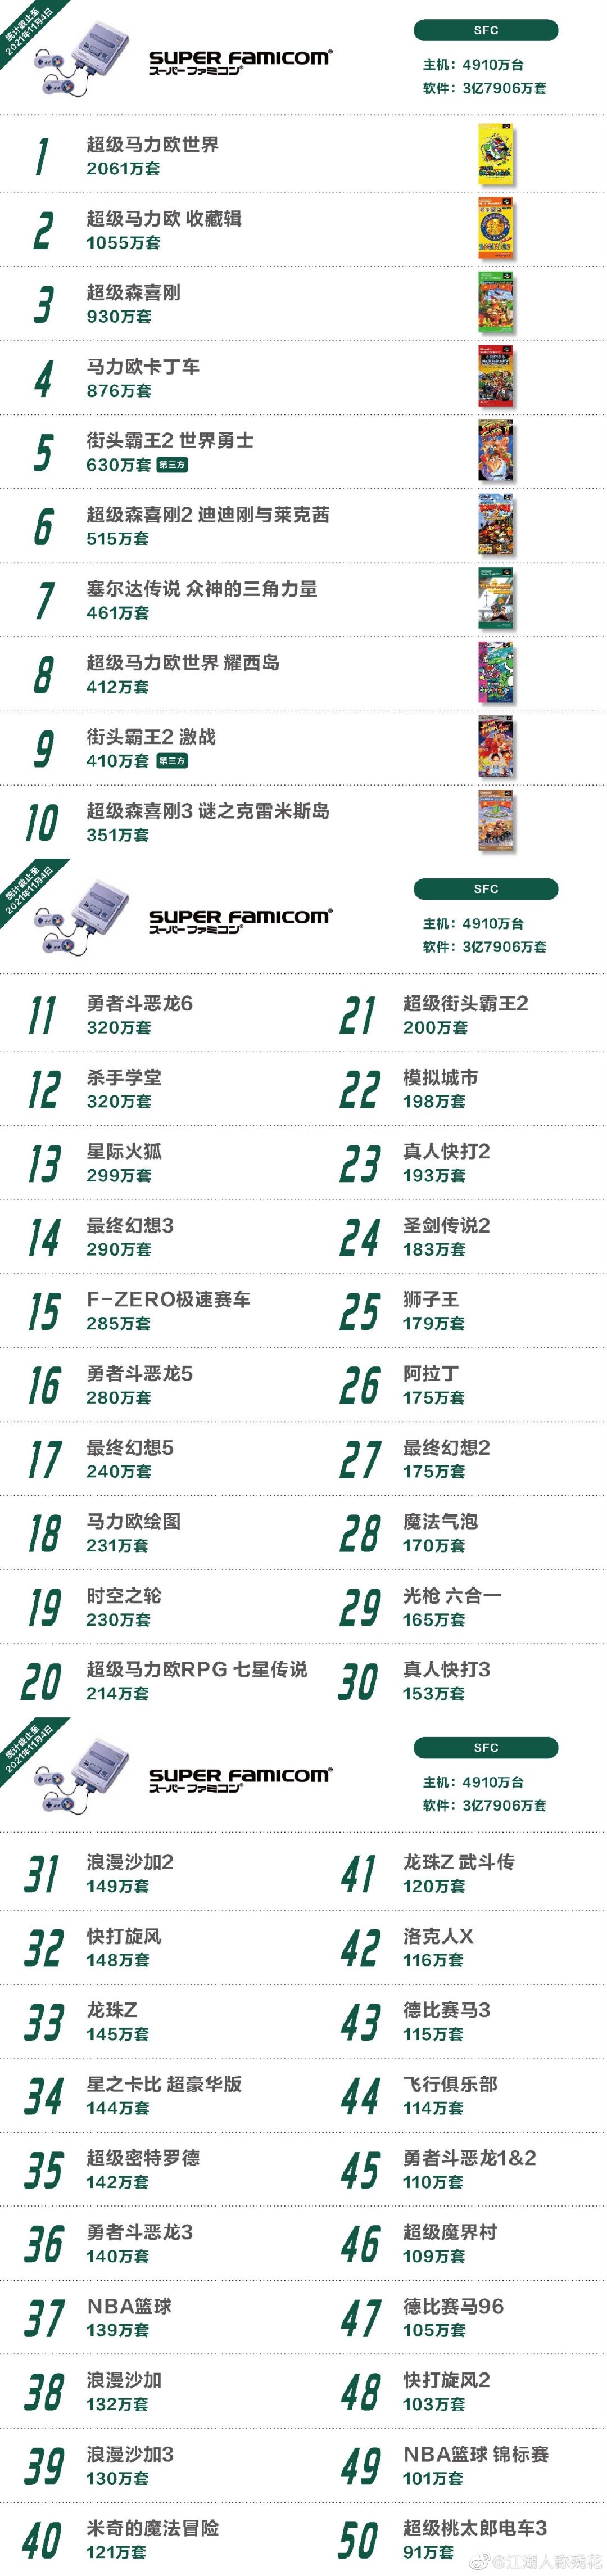 统计截止至
2021年11月4日
SUPER FAMICOM
スーパーファミコン
SFC
主机：4910万台
软件：3亿7906万套
1
超级马力欧世界
2061万套
2
超级马力欧 收藏辑
1055万套
3
超级森喜刚
930万套
4
马力欧卡丁车
876万套
5
街头霸王2 世界勇士
630万套 第三方
6
超级森喜刚2 迪迪刚与莱克茜
515万套
7
塞尔达传说 众神的三角力量
461万套
8
超级马力欧世界 耀西岛
412万套
9
街头霸王2 激战
410万套 第三方
10
超级森喜刚3 谜之克雷米斯岛
351万套
统计截止至
2021年11月4日
SUPER FAMICOM
スーパーファミコン
SFC
主机：4910万台
软件：3亿7906万套
11
勇者斗恶龙6
320万套
12
杀手学堂
320万套
13
星际火狐
299万套
14
最终幻想3
290万套
15
F-ZERO极速赛车
285万套
16
勇者斗恶龙5
280万套
17
最终幻想5
240万套
18
马力欧绘图
231万套
19
时空之轮
230万套
20
超级马力欧RPG 七星传说
214万套
21
超级街头霸王2
200万套
22
模拟城市
198万套
23
真人快打2
193万套
24
圣剑传说2
183万套
25
狮子王
179万套
26
阿拉丁
175万套
27
最终幻想2
175万套
28
魔法气泡
170万套
29
光枪 六合一
165万套
30
真人快打3
153万套
统计截止至
2021年11月4日
SUPER FAMICOM
スーパーファミコン
SFC
主机：4910万台
软件：3亿7906万套
31
浪漫沙加2
149万套
32
快打旋风
148万套
33
龙珠Z
145万套
34
星之卡比 超豪华版
144万套
35
超级密特罗德
142万套
36
勇者斗恶龙3
140万套
37
NBA篮球
139万套
38
浪漫沙加
132万套
39
浪漫沙加3
130万套
40
米奇的魔法冒险
121万套
41
龙珠Z 武斗传
120万套
42
洛克人X
116万套
43
德比赛马3
115万套
44
飞行俱乐部
114万套
45
勇者斗恶龙1&2
110万套
46
超级魔界村
109万套
47
德比赛马96
105万套
48
快打旋风2
103万套
49
NBA篮球 锦标赛
101万套
50
超级桃太郎电车3
91万套
@江湖人称残花